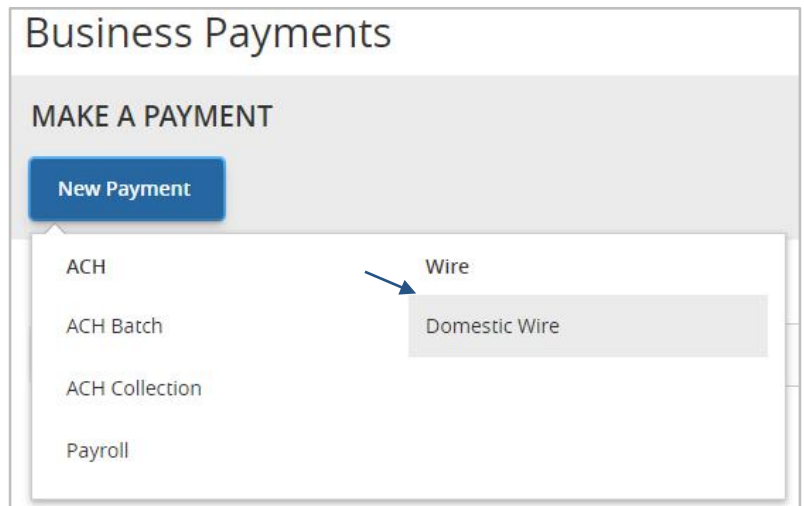 Business Payments
MAKE A PAYMENT
New Payment
ACH
Wire
ACH Batch
Domestic Wire
ACH Collection
Payroll